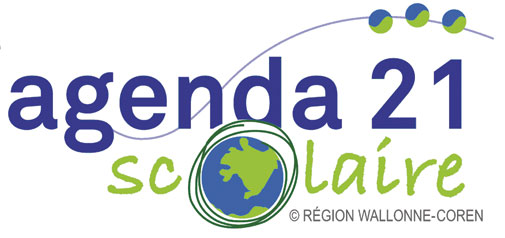 agenda 21
scolaire
© RÉGION WALLONNE-COREN